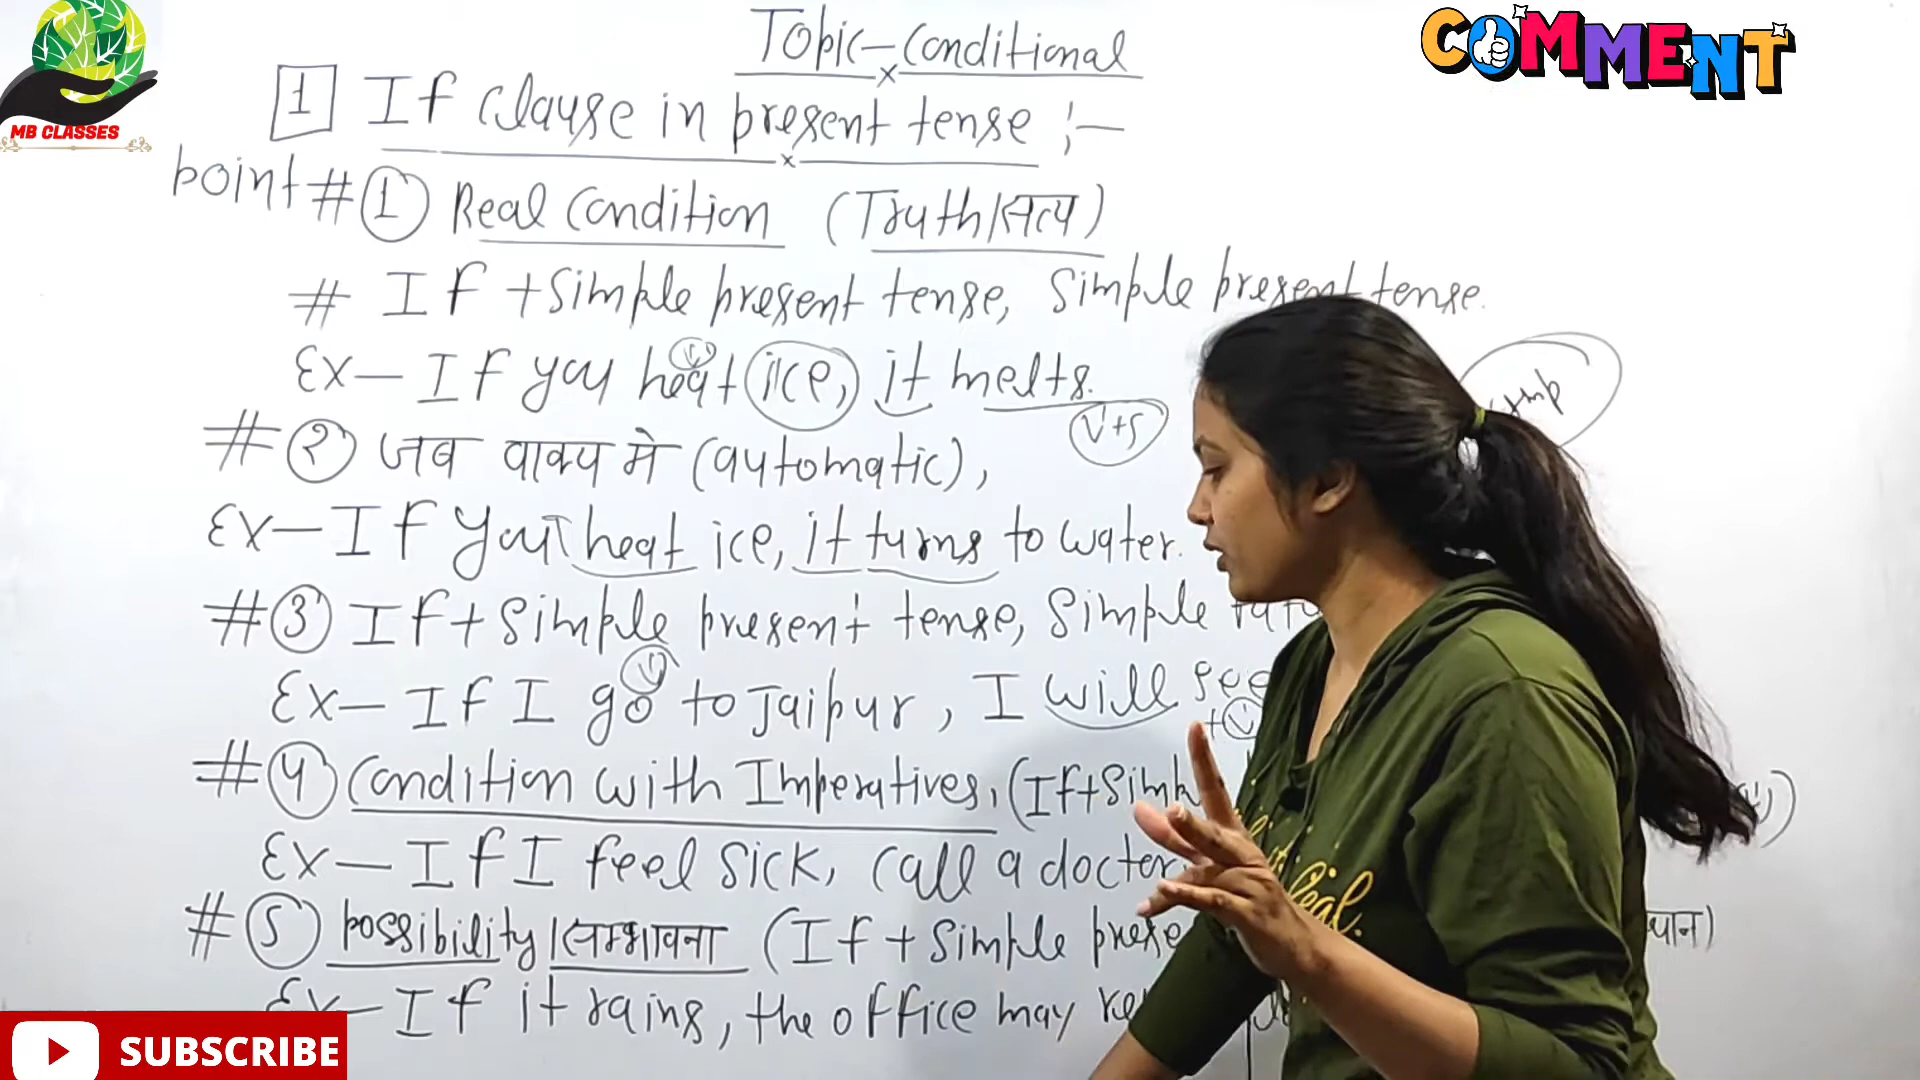 Topic-Conditional
COMMENT
MB CLASSES
1 If clause in present tense :-
point # 1 Real Condition (Truth/सत्य)
# If + Simple present tense, Simple present tense.
Ex- If you heat ice, it melts.
V
V+s
# 2 जब वाक्य मे (automatic),
Ex- If you heat ice, it turns to water.
# 3 If + Simple present tense, Simple
Ex- If I go to Jaipur, I will see
V
+ V
# 4 Condition with Imperatives, (If + Simp
Ex- If I feel sick, call a doctor.
# 5 possibility/सम्भावना (If + Simple prese
Ex- If it rains, the office may
SUBSCRIBE